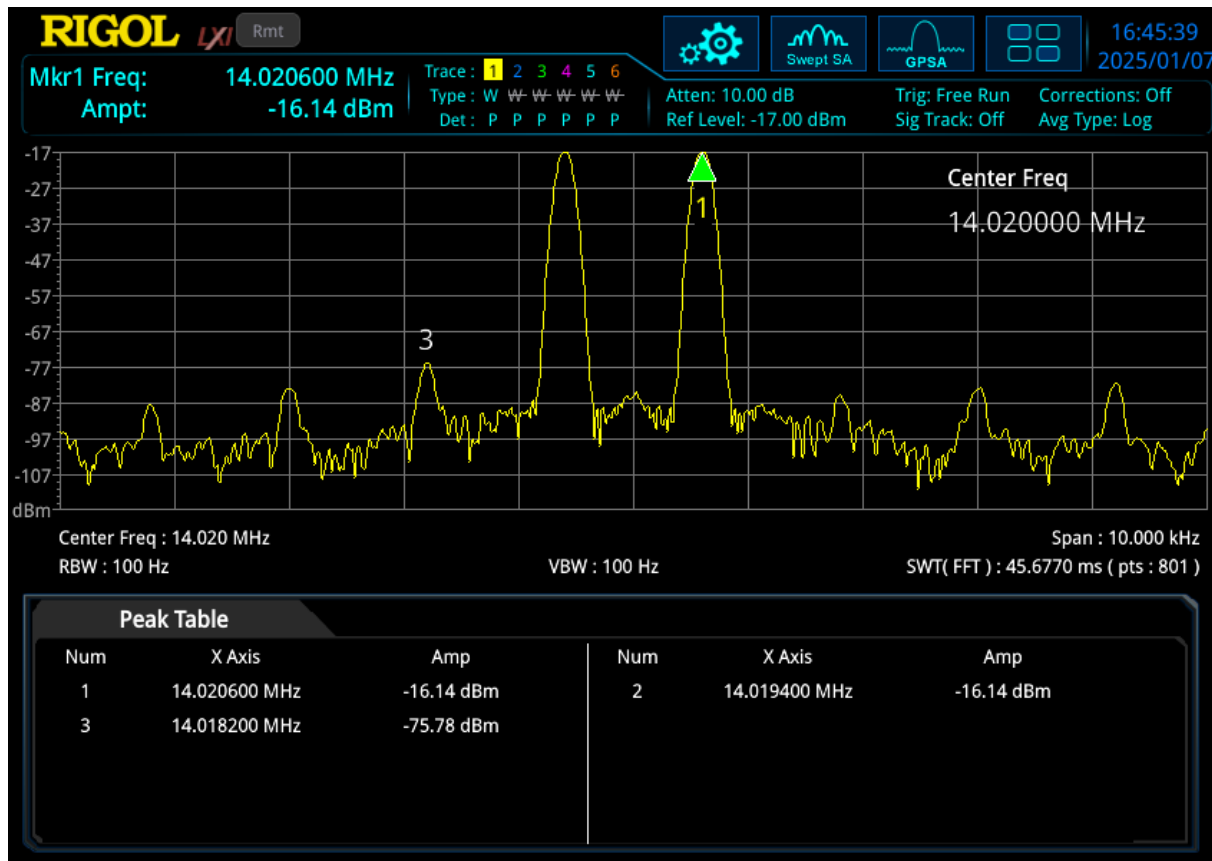 RIGOL LXI Rmt
Swept SA
GPSA
16:45:39
2025/01/07
Mkr1 Freq: 14.020600 MHz
Ampt: -16.14 dBm
Trace : 1 2 3 4 5 6
Type : W W W W W W
Det : P P P P P P
Atten: 10.00 dB
Ref Level: -17.00 dBm
Trig: Free Run
Sig Track: Off
Corrections: Off
Avg Type: Log
-17
-27
-37
-47
-57
-67
-77
-87
-97
-107
dBm
Center Freq
14.020000 MHz
1
3
Center Freq : 14.020 MHz
Span : 10.000 kHz
RBW : 100 Hz
VBW : 100 Hz
SWT( FFT ) : 45.6770 ms ( pts : 801 )
Peak Table
Num X Axis Amp Num X Axis Amp
1 14.020600 MHz -16.14 dBm 2 14.019400 MHz -16.14 dBm
3 14.018200 MHz -75.78 dBm